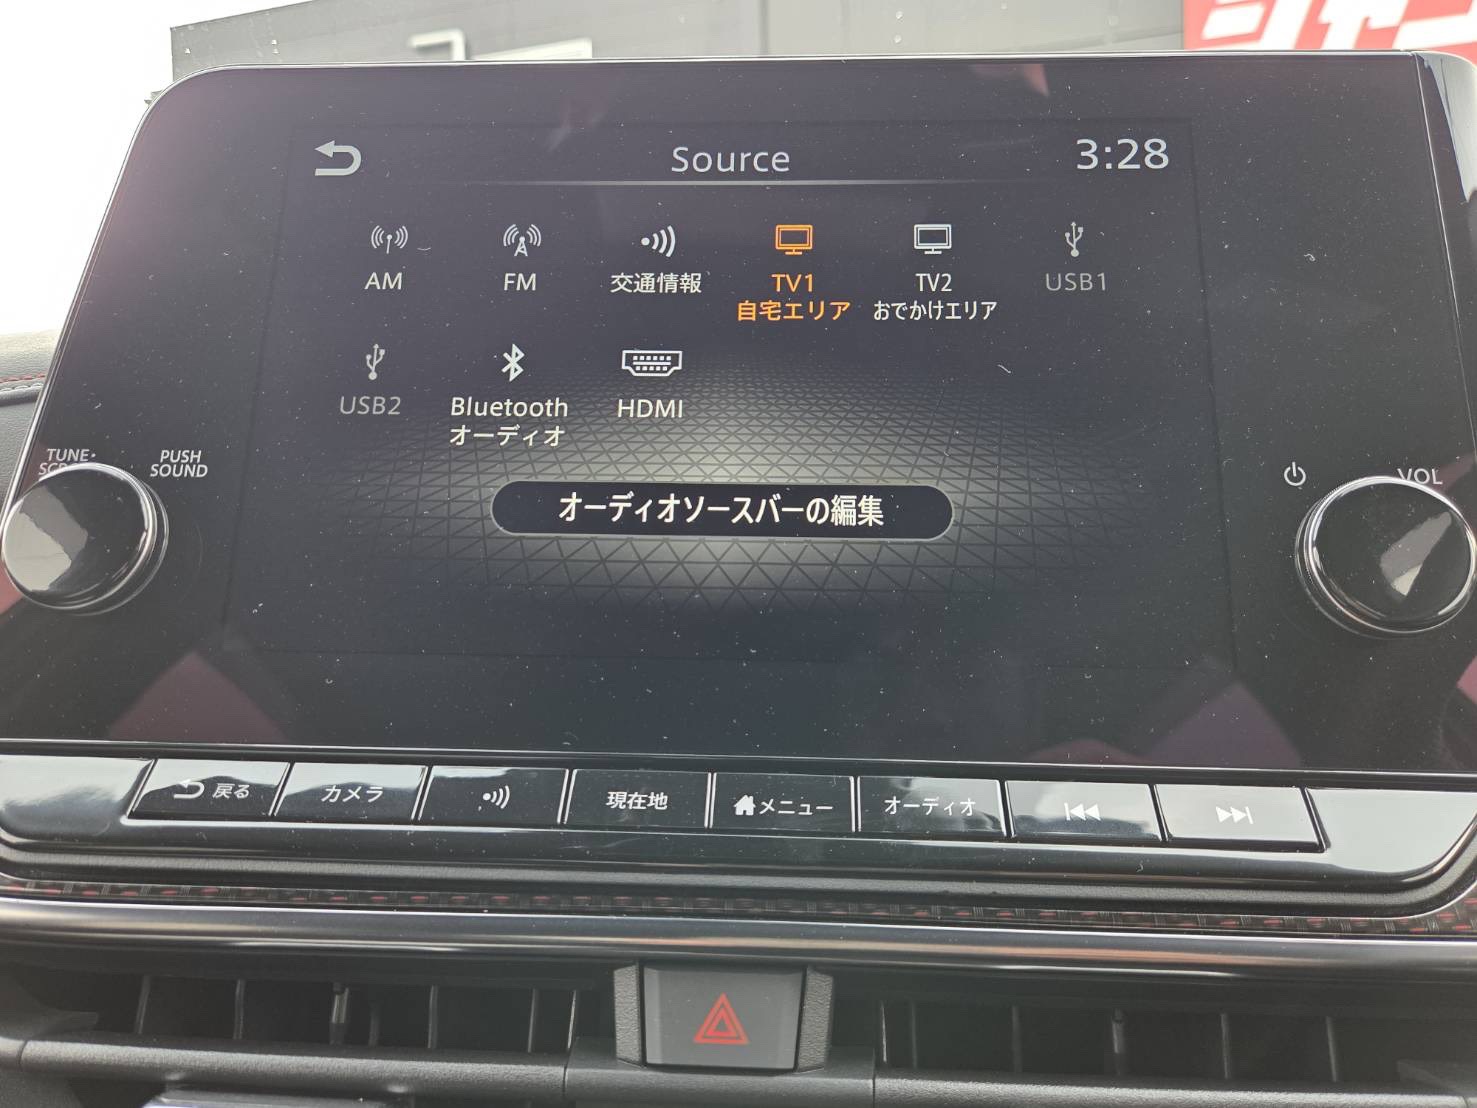 Source
3:28
AM
FM
交通情報
TV1
自宅エリア
TV2
おでかけエリア
USB1
USB2
Bluetooth
オーディオ
HDMI
オーディオソースバーの編集
TUNE・
PUSH
SOUND
VOL
戻る
カメラ
現在地
メニュー
オーディオ